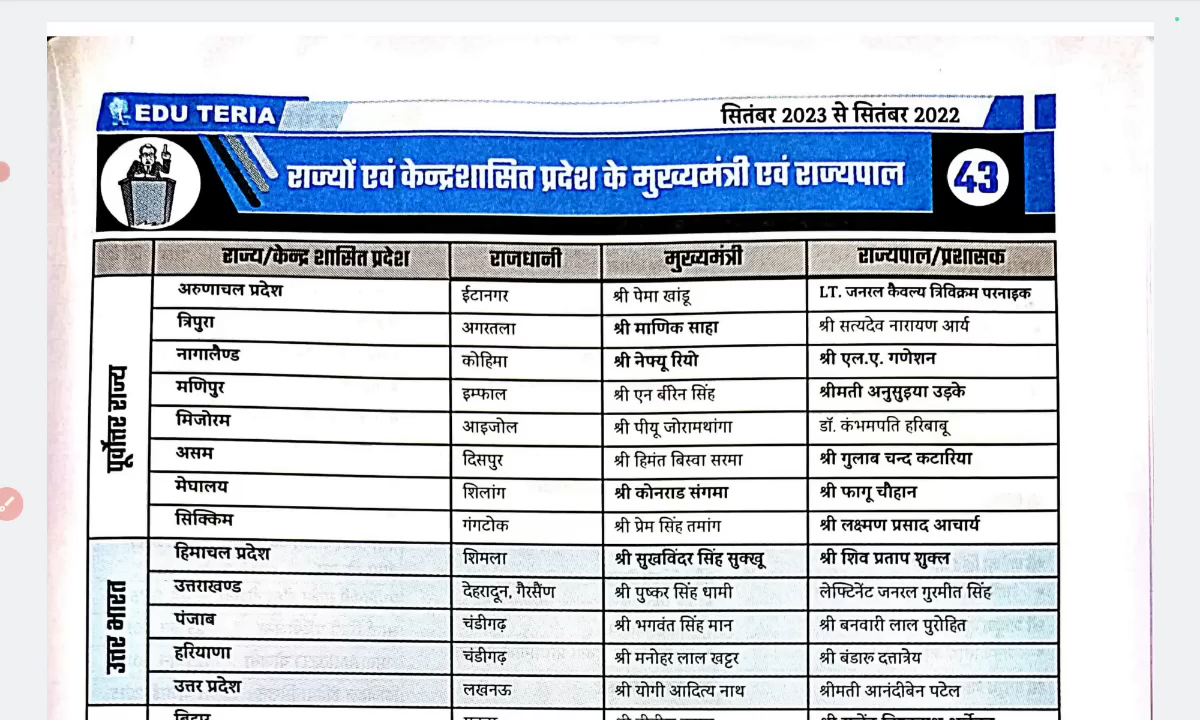 EDU TERIA
सितंबर 2023 से सितंबर 2022
राज्यों एवं केन्द्रशासित प्रदेश के मुख्यमंत्री एवं राज्यपाल 43
राज्य/केन्द्र शासित प्रदेश राजधानी मुख्यमंत्री राज्यपाल/प्रशासक
पूर्वोत्तर राज्य
अरुणाचल प्रदेश ईटानगर श्री पेमा खांडू LT. जनरल कैवल्य त्रिविक्रम परनाइक
त्रिपुरा अगरतला श्री माणिक साहा श्री सत्यदेव नारायण आर्य
नागालैण्ड कोहिमा श्री नेफ्यू रियो श्री एल.ए. गणेशन
मणिपुर इम्फाल श्री एन बीरेन सिंह श्रीमती अनुसुइया उड़के
मिजोरम आइजोल श्री पीयू जोरामथांगा डॉ. कंभमपति हरिबाबू
असम दिसपुर श्री हिमंत बिस्वा सरमा श्री गुलाब चन्द कटारिया
मेघालय शिलांग श्री कोनराड संगमा श्री फागू चौहान
सिक्किम गंगटोक श्री प्रेम सिंह तमांग श्री लक्ष्मण प्रसाद आचार्य
उत्तर भारत
हिमाचल प्रदेश शिमला श्री सुखविंदर सिंह सुक्खू श्री शिव प्रताप शुक्ल
उत्तराखण्ड देहरादून, गैरसैंण श्री पुष्कर सिंह धामी लेफ्टिनेंट जनरल गुरमीत सिंह
पंजाब चंडीगढ़ श्री भगवंत सिंह मान श्री बनवारी लाल पुरोहित
हरियाणा चंडीगढ़ श्री मनोहर लाल खट्टर श्री बंडारु दत्तात्रेय
उत्तर प्रदेश लखनऊ श्री योगी आदित्य नाथ श्रीमती आनंदीबेन पटेल
बिहार